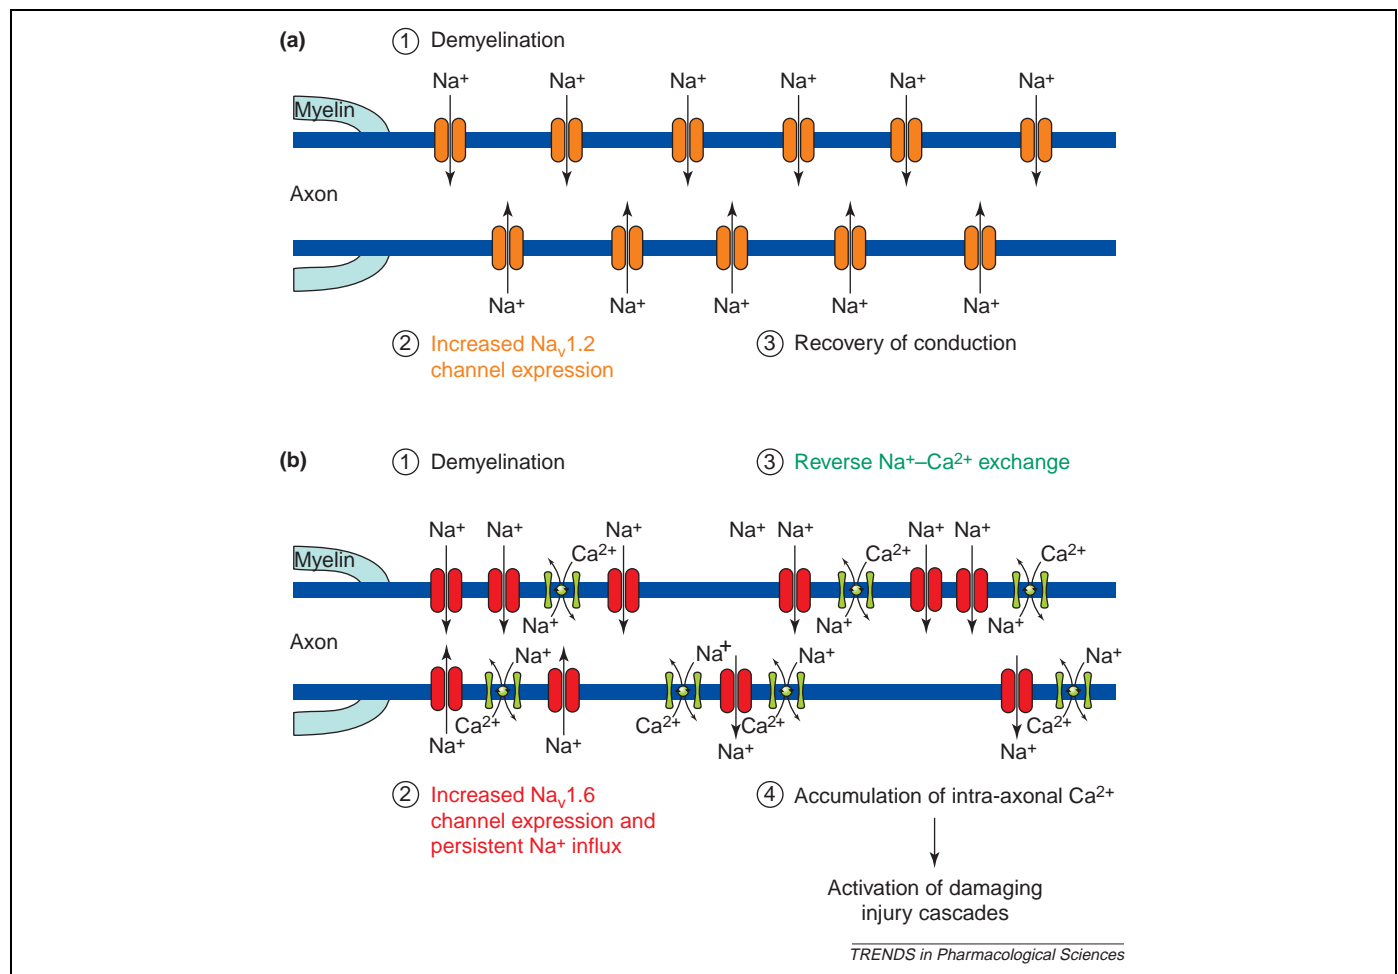 (a)
① Demyelination
Na⁺ Na⁺ Na⁺ Na⁺ Na⁺ Na⁺
Myelin
Axon
Na⁺ Na⁺ Na⁺ Na⁺ Na⁺
② Increased Naᵥ1.2
channel expression
③ Recovery of conduction
(b)
① Demyelination
③ Reverse Na⁺–Ca²⁺ exchange
Na⁺ Na⁺ Na⁺ Na⁺ Na⁺ Na⁺ Na⁺
Myelin
Ca²⁺ Ca²⁺ Ca²⁺
Na⁺ Na⁺ Na⁺
Axon
Na⁺ Na⁺ Na⁺ Na⁺
Ca²⁺ Ca²⁺ Ca²⁺ Ca²⁺
Na⁺ Na⁺ Na⁺ Na⁺
② Increased Naᵥ1.6
channel expression and
persistent Na⁺ influx
④ Accumulation of intra-axonal Ca²⁺
Activation of damaging
injury cascades
TRENDS in Pharmacological Sciences